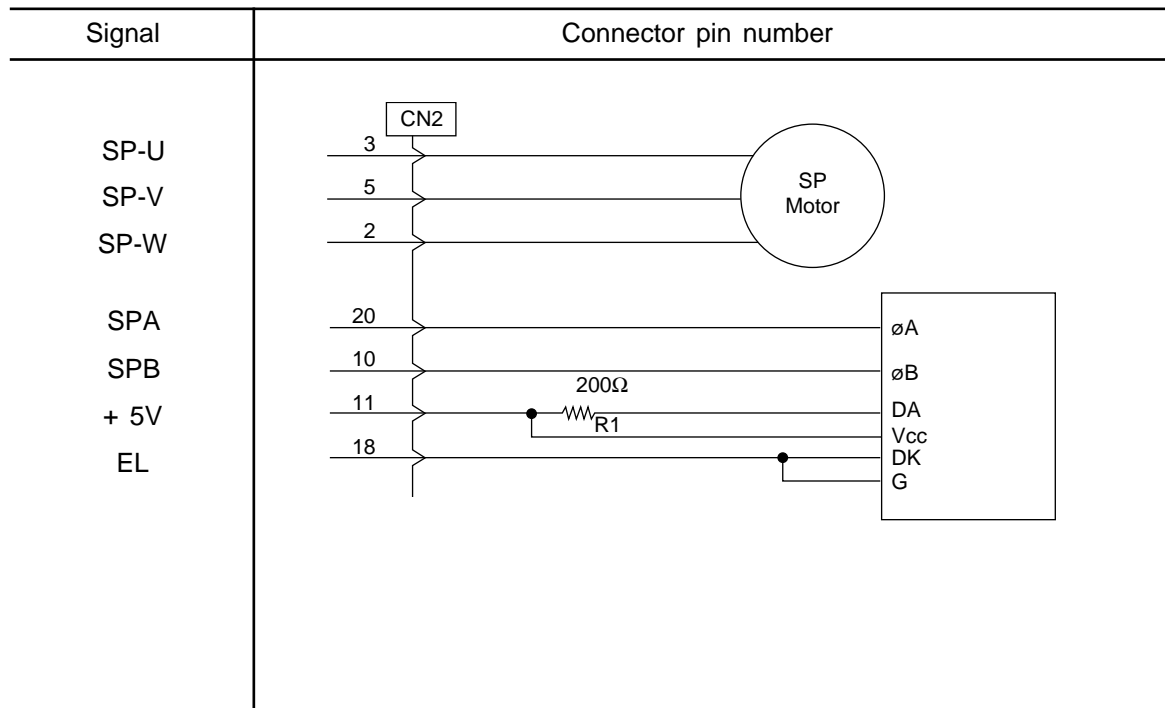 Signal Connector pin number
CN2
SP-U 3
SP-V 5
SP-W 2
SP
Motor
SPA 20 øA
SPB 10 øB
200Ω
+ 5V 11 DA
R1
Vcc
EL 18 DK
G